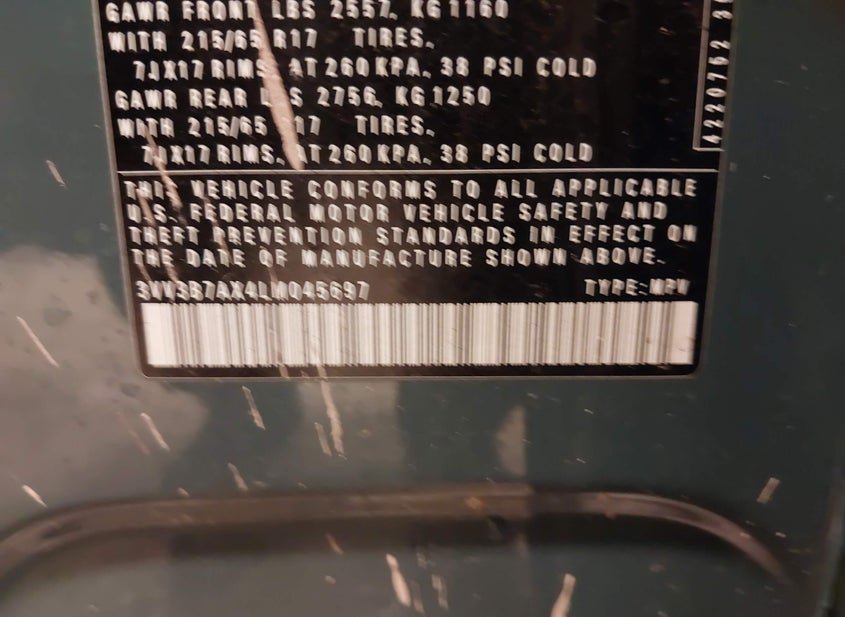 GAWR FRONT LBS 2557, KG 1160
WITH 215/65 R17 TIRES,
7JX17 RIMS, AT 260 KPA, 38 PSI COLD
GAWR REAR LBS 2756, KG 1250
WITH 215/65 R17 TIRES,
7JX17 RIMS, AT 260 KPA, 38 PSI COLD
THIS VEHICLE CONFORMS TO ALL APPLICABLE
U.S. FEDERAL MOTOR VEHICLE SAFETY AND
THEFT PREVENTION STANDARDS IN EFFECT ON
THE DATE OF MANUFACTURE SHOWN ABOVE.
3VV3B7AX4LM045697 TYPE:MPV
4220762